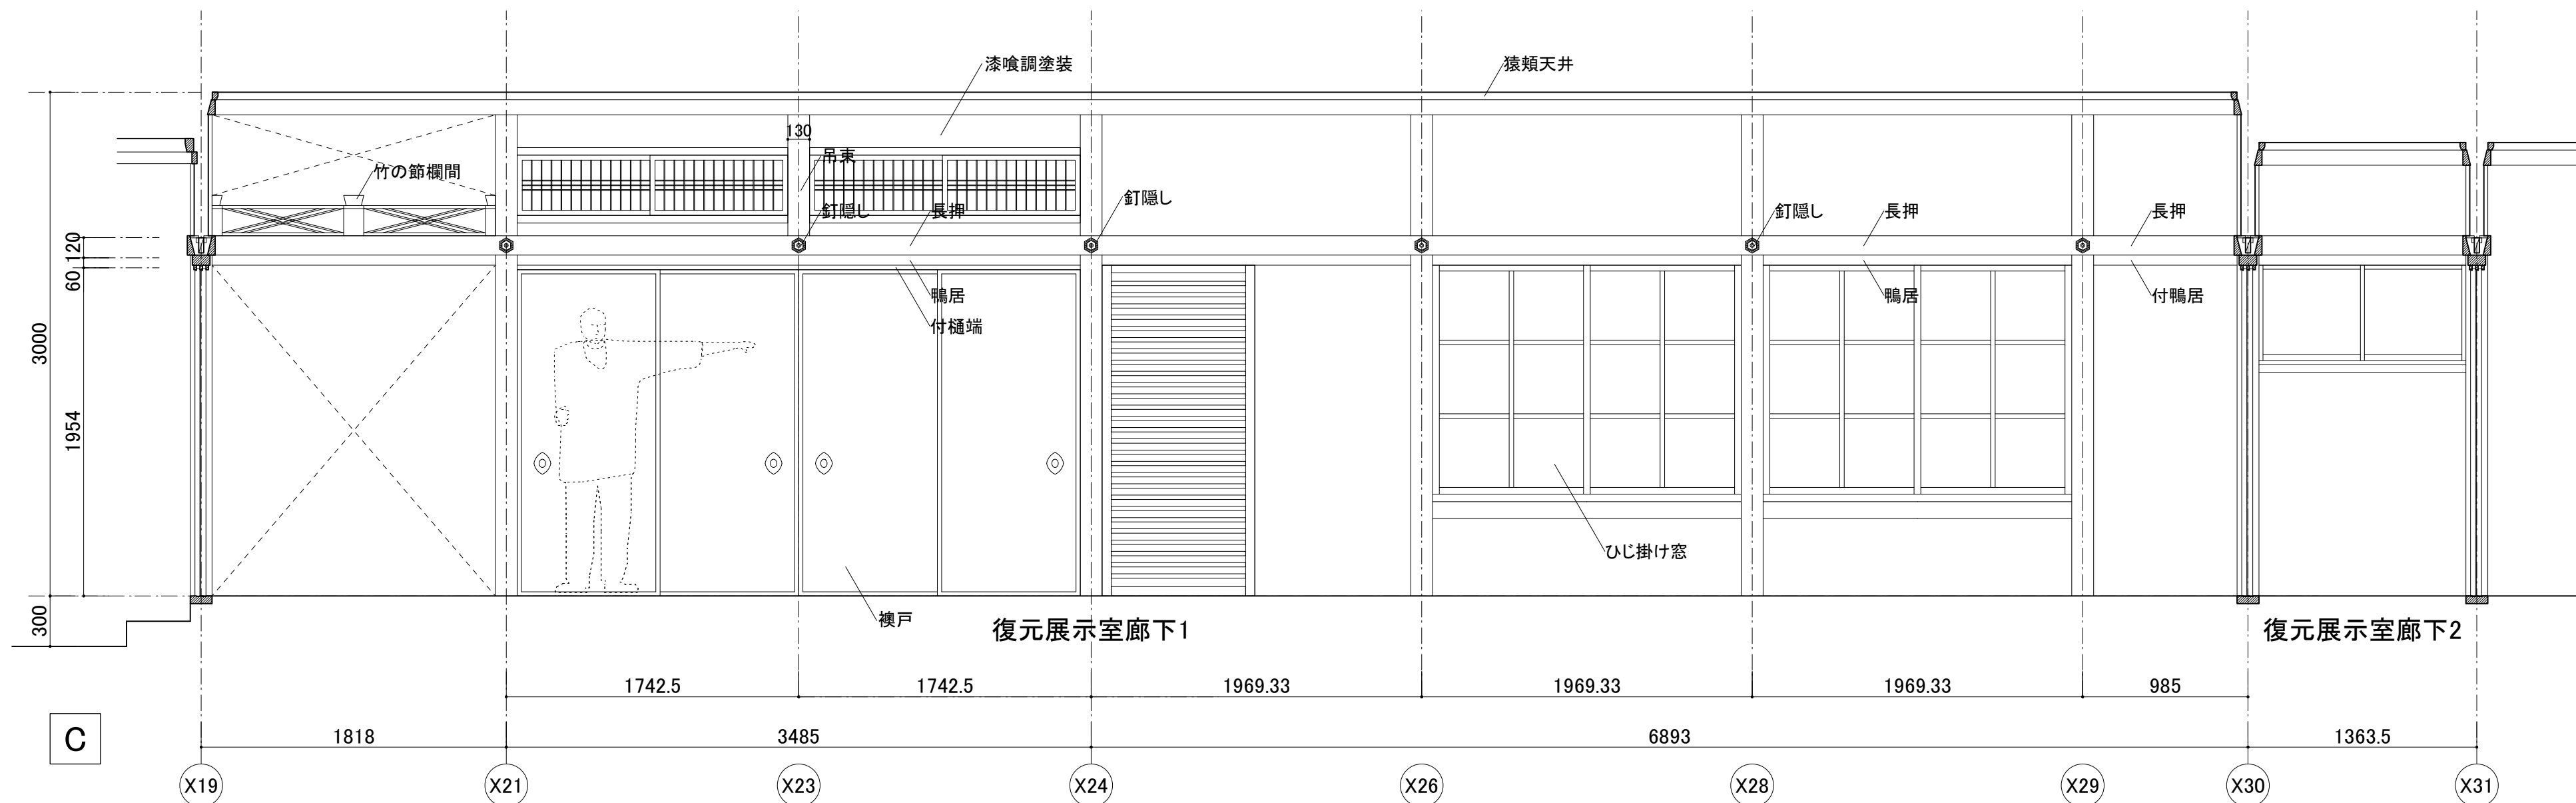 漆喰調塗装
猿頬天井
130
吊束
竹の節欄間
釘隠し
釘隠し
長押
釘隠し
長押
長押
120
60
3000
1954
300
鴨居
鴨居
付鴨居
付樋端
ひじ掛け窓
襖戸
復元展示室廊下1
復元展示室廊下2
1742.5
1742.5
1969.33
1969.33
1969.33
985
C
1818
3485
6893
1363.5
X19
X21
X23
X24
X26
X28
X29
X30
X31